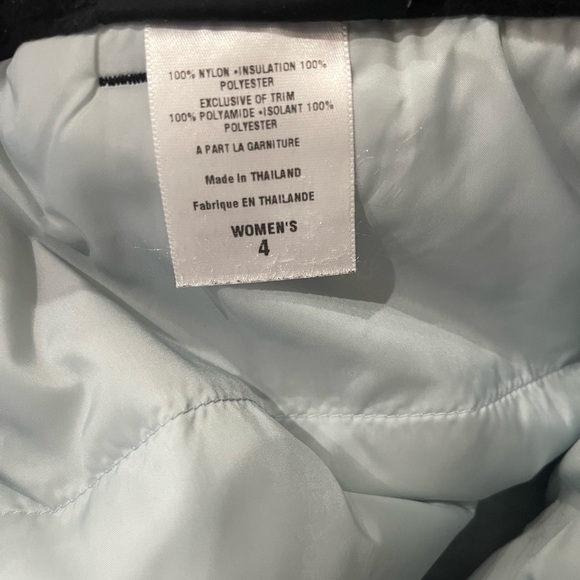 100% NYLON •INSULATION 100%
POLYESTER
EXCLUSIVE OF TRIM
100% POLYAMIDE •ISOLANT 100%
POLYESTER
A PART LA GARNITURE
Made in THAILAND
Fabrique EN THAILANDE
WOMEN'S
4